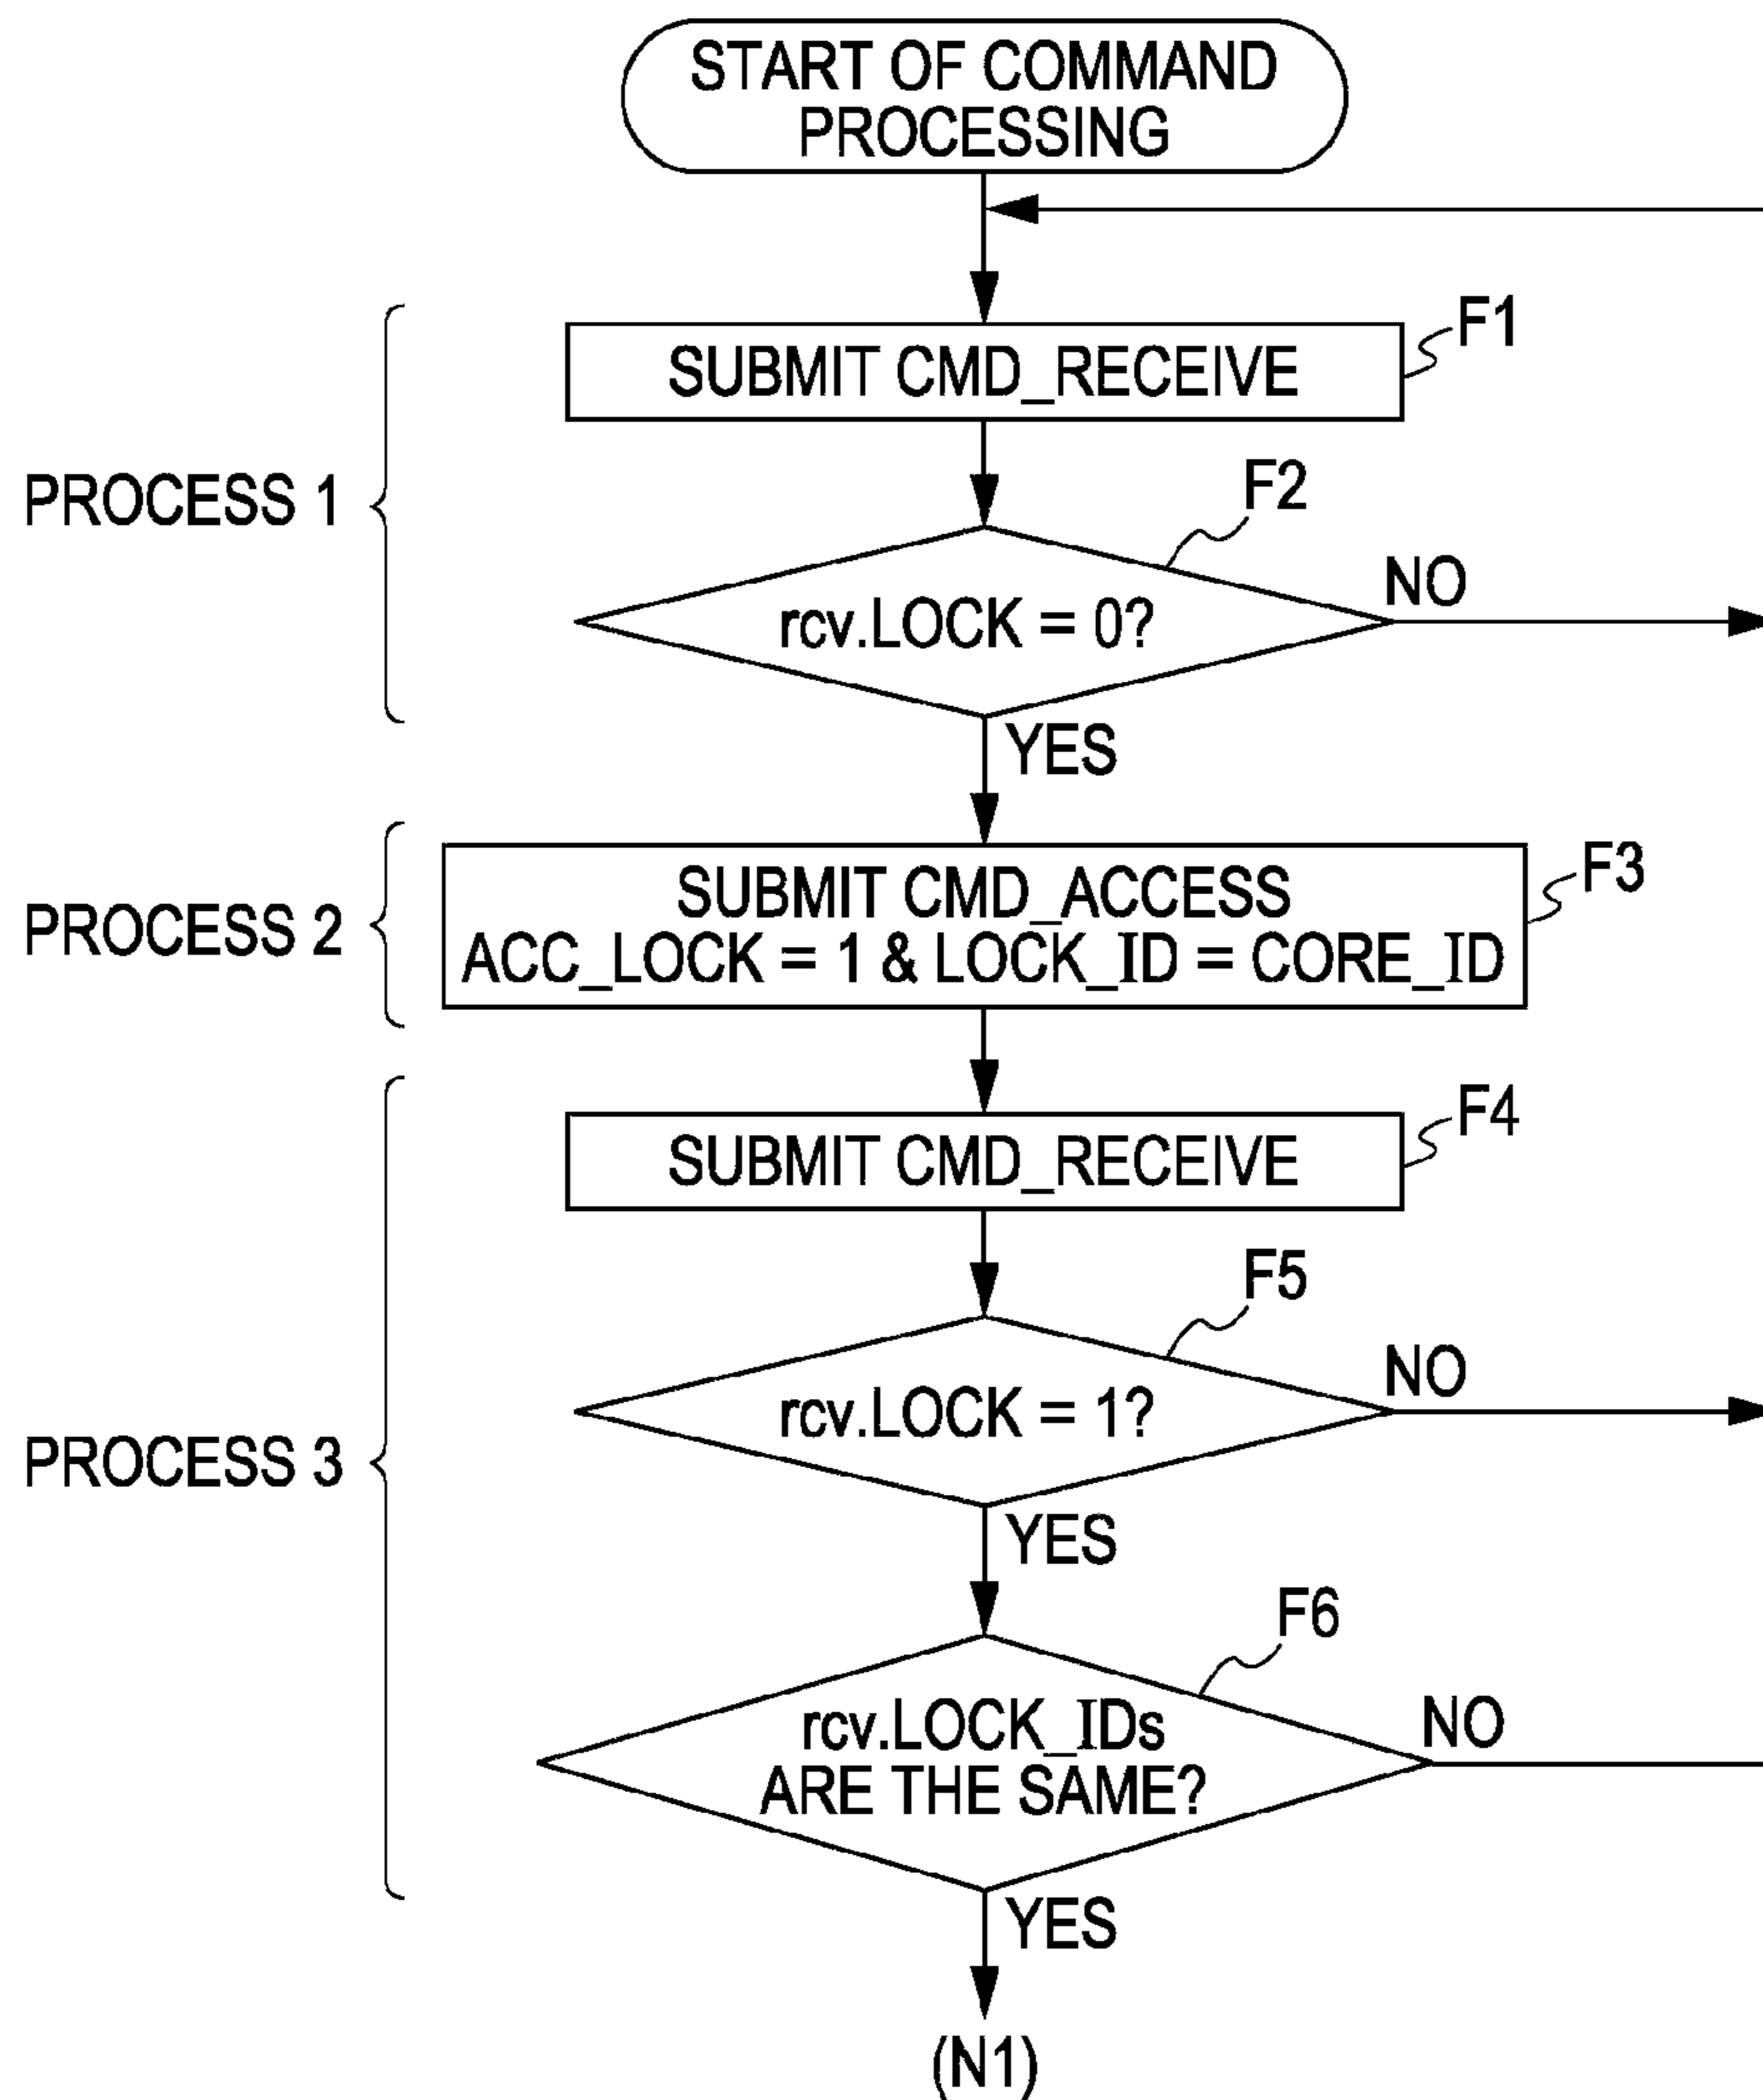 START OF COMMAND
PROCESSING
F1
SUBMIT CMD_RECEIVE
PROCESS 1
F2
rcv.LOCK = 0?
NO
YES
F3
SUBMIT CMD_ACCESS
ACC_LOCK = 1 & LOCK_ID = CORE_ID
PROCESS 2
F4
SUBMIT CMD_RECEIVE
F5
rcv.LOCK = 1?
NO
PROCESS 3
YES
F6
rcv.LOCK_IDs
ARE THE SAME?
NO
YES
(N1)